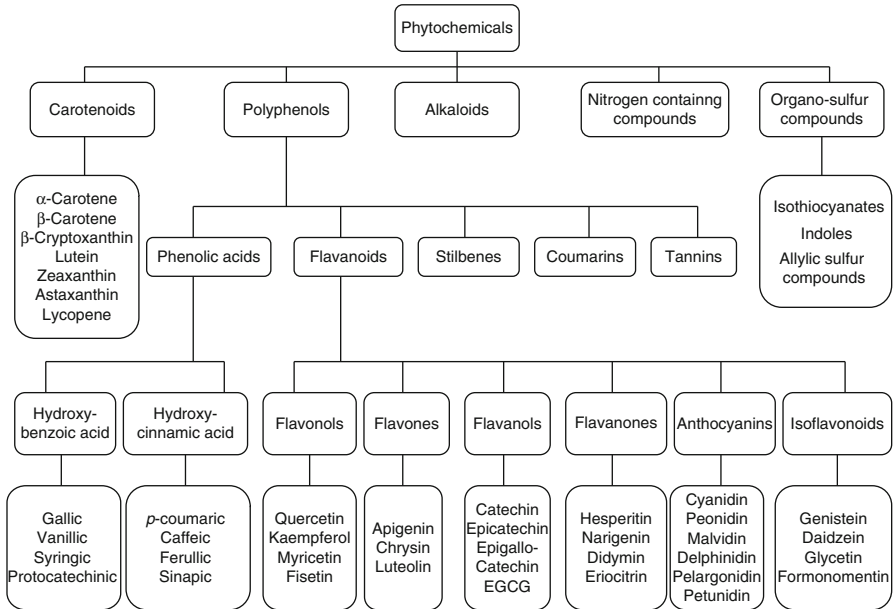 Phytochemicals
Carotenoids
Polyphenols
Alkaloids
Nitrogen containng
compounds
Organo-sulfur
compounds
α-Carotene
β-Carotene
β-Cryptoxanthin
Lutein
Zeaxanthin
Astaxanthin
Lycopene
Isothiocyanates
Indoles
Allylic sulfur
compounds
Phenolic acids
Flavanoids
Stilbenes
Coumarins
Tannins
Hydroxy-
benzoic acid
Hydroxy-
cinnamic acid
Flavonols
Flavones
Flavanols
Flavanones
Anthocyanins
Isoflavonoids
Gallic
Vanillic
Syringic
Protocatechinic
p-coumaric
Caffeic
Ferullic
Sinapic
Quercetin
Kaempferol
Myricetin
Fisetin
Apigenin
Chrysin
Luteolin
Catechin
Epicatechin
Epigallo-
Catechin
EGCG
Hesperitin
Narigenin
Didymin
Eriocitrin
Cyanidin
Peonidin
Malvidin
Delphinidin
Pelargonidin
Petunidin
Genistein
Daidzein
Glycetin
Formonomentin